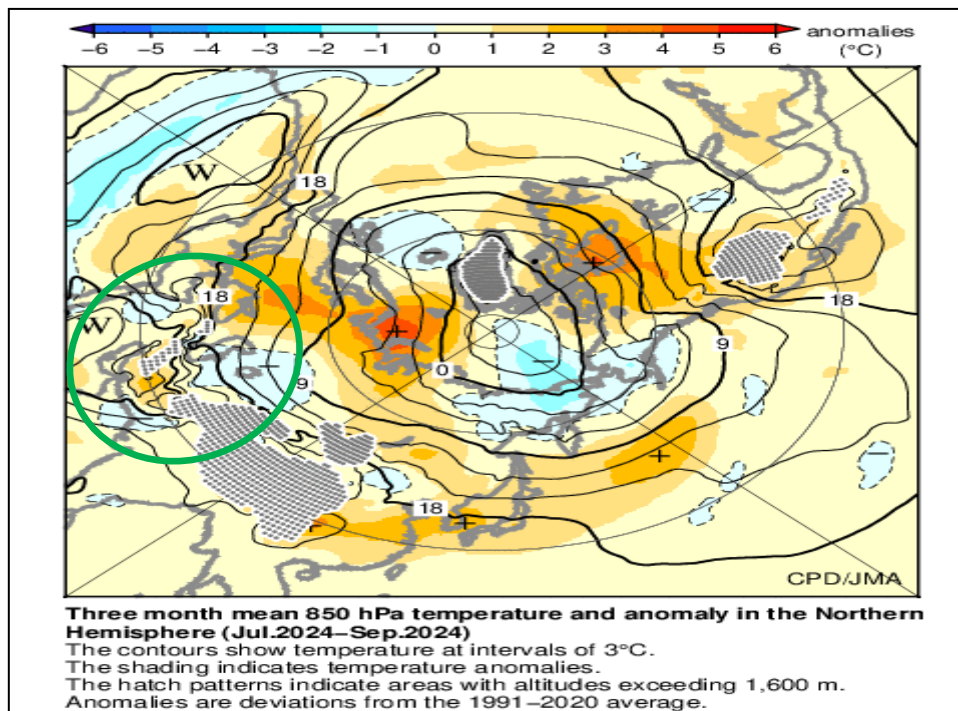 −6 −5 −4 −3 −2 −1 0 1 2 3 4 5 6 anomalies
(°C)
W
18
18
W
18
9
0
9
18
CPD/JMA
Three month mean 850 hPa temperature and anomaly in the Northern
Hemisphere (Jul.2024−Sep.2024)
The contours show temperature at intervals of 3°C.
The shading indicates temperature anomalies.
The hatch patterns indicate areas with altitudes exceeding 1,600 m.
Anomalies are deviations from the 1991−2020 average.